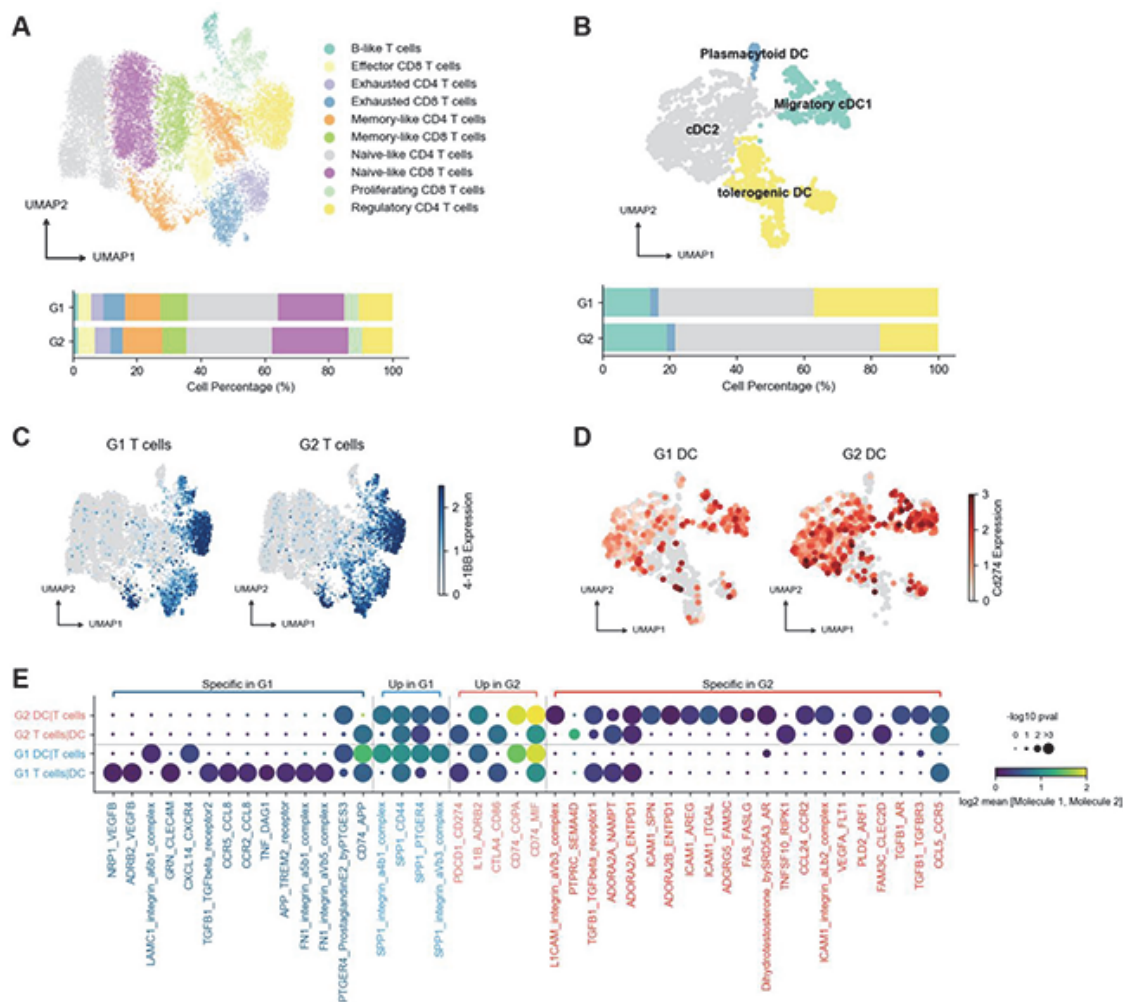 A
B-like T cells
Effector CD8 T cells
Exhausted CD4 T cells
Exhausted CD8 T cells
Memory-like CD4 T cells
Memory-like CD8 T cells
Naive-like CD4 T cells
Naive-like CD8 T cells
Proliferating CD8 T cells
Regulatory CD4 T cells
UMAP2
UMAP1
G1
G2
0 20 40 60 80 100
Cell Percentage (%)
B
Plasmacytoid DC
Migratory cDC1
cDC2
tolerogenic DC
UMAP2
UMAP1
G1
G2
0 20 40 60 80 100
Cell Percentage (%)
C
G1 T cells
G2 T cells
UMAP2
UMAP1
UMAP2
UMAP1
2
1
0
4-1BB Expression
D
G1 DC
G2 DC
UMAP2
UMAP1
UMAP2
UMAP1
3
2
1
0
Cd274 Expression
E
Specific in G1
Up in G1
Up in G2
Specific in G2
G2 DC|T cells
G2 T cells|DC
G1 DC|T cells
G1 T cells|DC
NRP1_VEGFB
ADRB2_VEGFB
LAMC1_integrin_a6b1_complex
GRN_CLEC4M
CXCL14_CXCR4
TGFB1_TGFbeta_receptor2
CCR5_CCL8
CCR2_CCL8
TNF_DAG1
APP_TREM2_receptor
FN1_integrin_aVb1_complex
FN1_integrin_aVb5_complex
PTGER4_ProstaglandinE2_byPTGES3
CD74_APP
SPP1_integrin_a4b1_complex
SPP1_CD44
SPP1_PTGER4
SPP1_integrin_aVb3_complex
PDCD1_CD274
IL1B_ADRB2
CTLA4_CD86
CD74_COPA
CD74_MIF
L1CAM_integrin_aVb3_complex
PTPRC_SEMA4D
TGFB1_TGFbeta_receptor1
ADORA2A_NAMPT
ADORA2A_ENTPD1
ICAM1_SPN
ADORA2B_ENTPD1
ICAM1_AREG
ICAM1_ITGAL
ADGRG5_FAM3C
FAS_FASLG
Dihydrotestosterone_bySRD5A3_AR
TNFSF10_RIPK1
CCL24_CCR2
ICAM1_integrin_aLb2_complex
VEGFA_FLT1
PLD2_ARF1
FAM3C_CLEC2D
TGFB1_AR
TGFB1_TGFBR3
CCL5_CCR5
-log10 pval
0 1 2 >3
0 1 2
log2 mean [Molecule 1, Molecule 2]